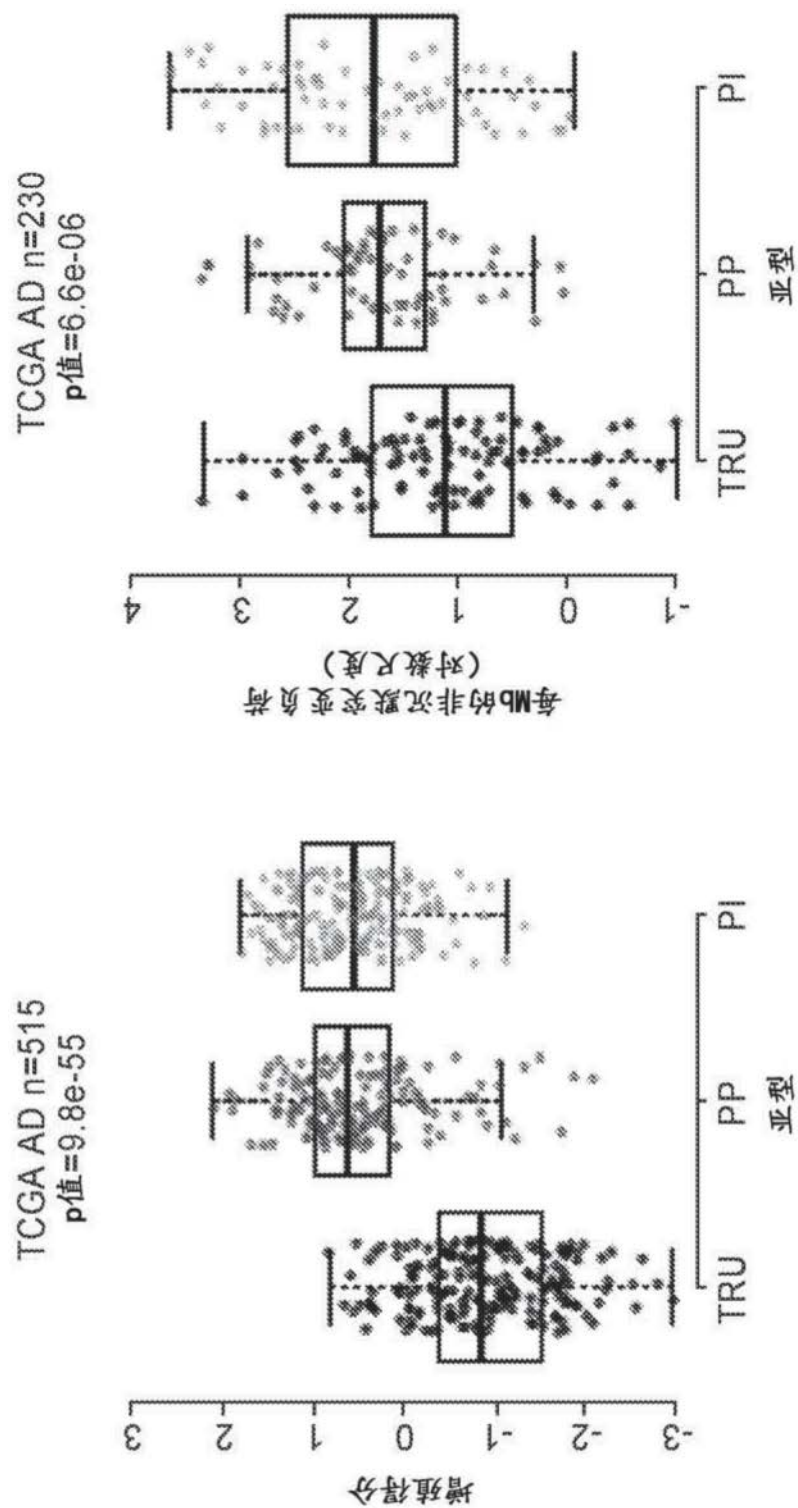 TCGA AD n=515
p值=9.8e-55
增殖得分
3
2
1
0
-1
-2
-3
TRU
PP
PI
亚型
TCGA AD n=230
p值=6.6e-06
每Mb的非沉默突变负荷
(对数尺度)
4
3
2
1
0
-1
TRU
PP
PI
亚型